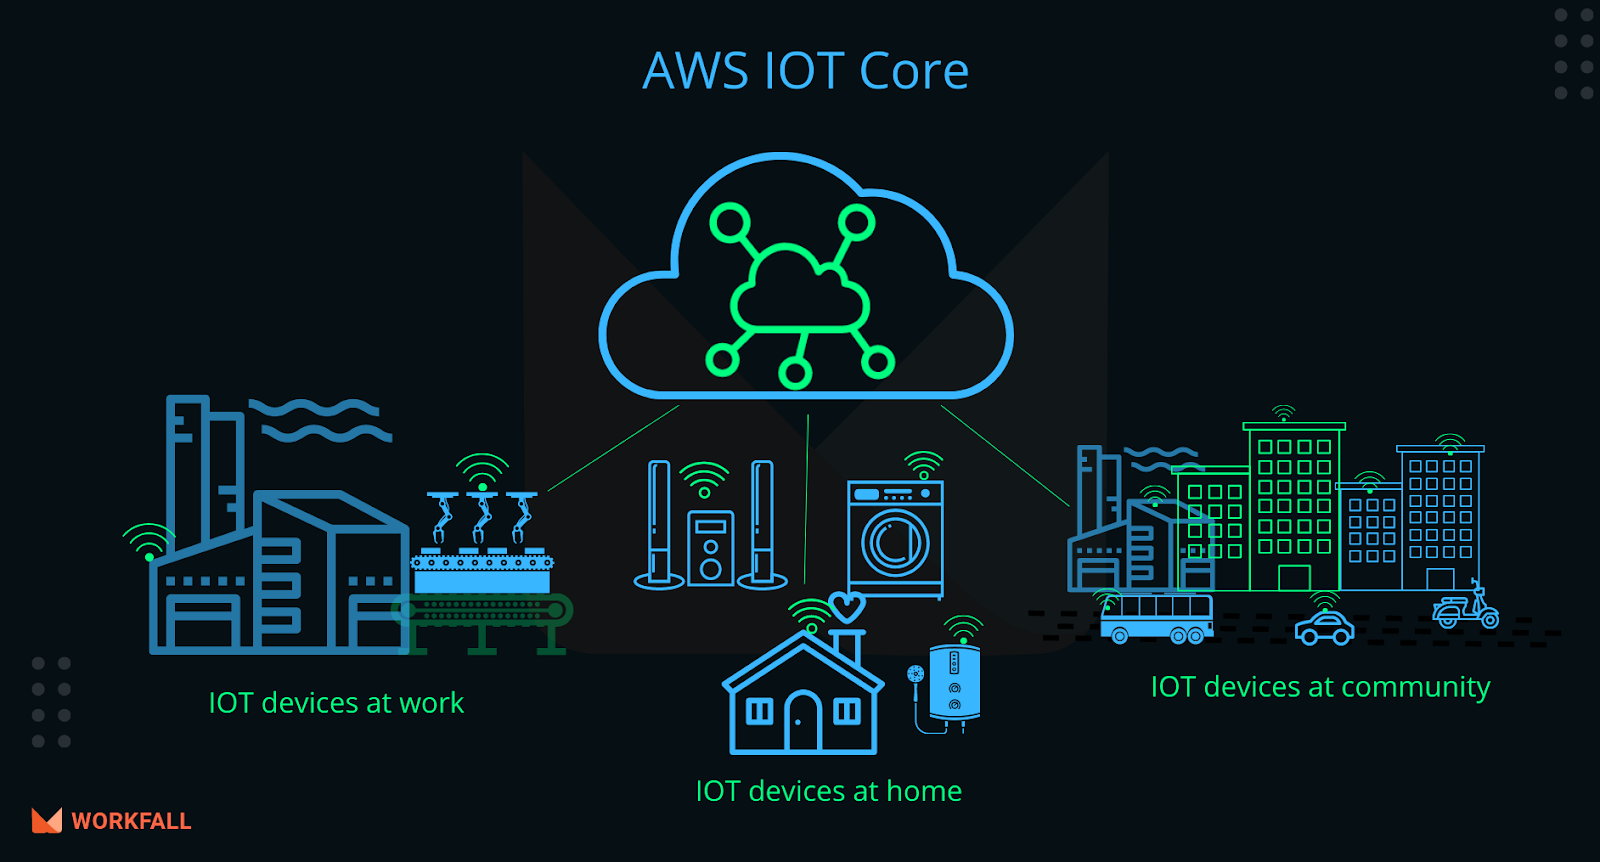 AWS IOT Core
IOT devices at work
IOT devices at community
IOT devices at home
WORKFALL